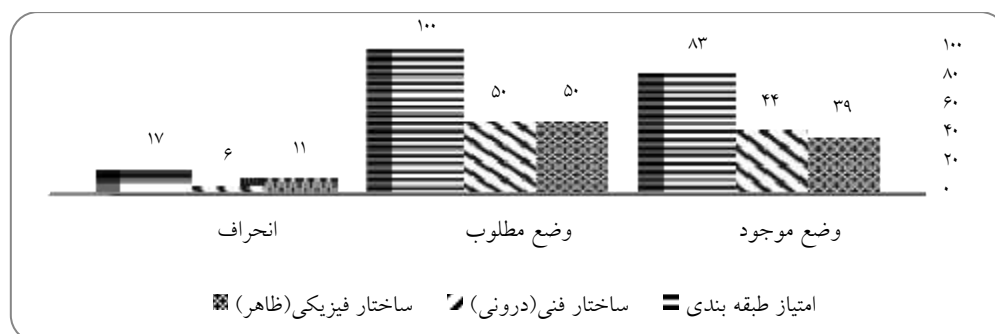 ۱۰۰
۸۰
۶۰
۴۰
۲۰
۰
۸۳
۴۴
۳۹
۱۰۰
۵۰
۵۰
۱۷
۶
۱۱
وضع موجود
وضع مطلوب
انحراف
امتیاز طبقه بندی
ساختار فنی(درونی)
ساختار فیزیکی(ظاهر)